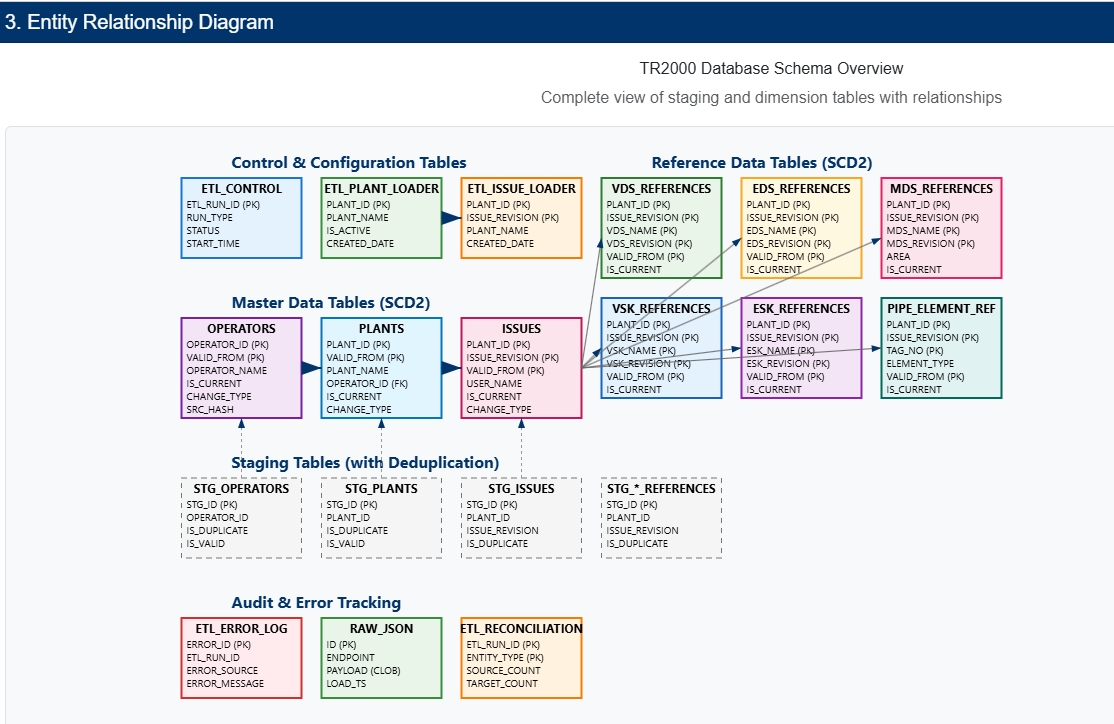 3. Entity Relationship Diagram
TR2000 Database Schema Overview
Complete view of staging and dimension tables with relationships
Control & Configuration Tables
ETL_CONTROL
ETL_RUN_ID (PK)
RUN_TYPE
STATUS
START_TIME
ETL_PLANT_LOADER
PLANT_ID (PK)
PLANT_NAME
IS_ACTIVE
CREATED_DATE
ETL_ISSUE_LOADER
PLANT_ID (PK)
ISSUE_REVISION (PK)
PLANT_NAME
CREATED_DATE
Reference Data Tables (SCD2)
VDS_REFERENCES
PLANT_ID (PK)
ISSUE_REVISION (PK)
VDS_NAME (PK)
VDS_REVISION (PK)
VALID_FROM (PK)
IS_CURRENT
EDS_REFERENCES
PLANT_ID (PK)
ISSUE_REVISION (PK)
EDS_NAME (PK)
EDS_REVISION (PK)
VALID_FROM (PK)
IS_CURRENT
MDS_REFERENCES
PLANT_ID (PK)
ISSUE_REVISION (PK)
MDS_NAME (PK)
MDS_REVISION (PK)
AREA
IS_CURRENT
VSK_REFERENCES
PLANT_ID (PK)
ISSUE_REVISION (PK)
VSK_NAME (PK)
VSK_REVISION (PK)
VALID_FROM (PK)
IS_CURRENT
ESK_REFERENCES
PLANT_ID (PK)
ISSUE_REVISION (PK)
ESK_NAME (PK)
ESK_REVISION (PK)
VALID_FROM (PK)
IS_CURRENT
PIPE_ELEMENT_REF
PLANT_ID (PK)
ISSUE_REVISION (PK)
TAG_NO (PK)
ELEMENT_TYPE
VALID_FROM (PK)
IS_CURRENT
Master Data Tables (SCD2)
OPERATORS
OPERATOR_ID (PK)
VALID_FROM (PK)
OPERATOR_NAME
IS_CURRENT
CHANGE_TYPE
SRC_HASH
PLANTS
PLANT_ID (PK)
VALID_FROM (PK)
PLANT_NAME
OPERATOR_ID (FK)
IS_CURRENT
CHANGE_TYPE
ISSUES
PLANT_ID (PK)
ISSUE_REVISION (PK)
VALID_FROM (PK)
USER_NAME
IS_CURRENT
CHANGE_TYPE
Staging Tables (with Deduplication)
STG_OPERATORS
STG_ID (PK)
OPERATOR_ID
IS_DUPLICATE
IS_VALID
STG_PLANTS
STG_ID (PK)
PLANT_ID
IS_DUPLICATE
IS_VALID
STG_ISSUES
STG_ID (PK)
PLANT_ID
ISSUE_REVISION
IS_DUPLICATE
STG_*_REFERENCES
STG_ID (PK)
PLANT_ID
ISSUE_REVISION
IS_DUPLICATE
Audit & Error Tracking
ETL_ERROR_LOG
ERROR_ID (PK)
ETL_RUN_ID
ERROR_SOURCE
ERROR_MESSAGE
RAW_JSON
ID (PK)
ENDPOINT
PAYLOAD (CLOB)
LOAD_TS
ETL_RECONCILIATION
ETL_RUN_ID (PK)
ENTITY_TYPE (PK)
SOURCE_COUNT
TARGET_COUNT